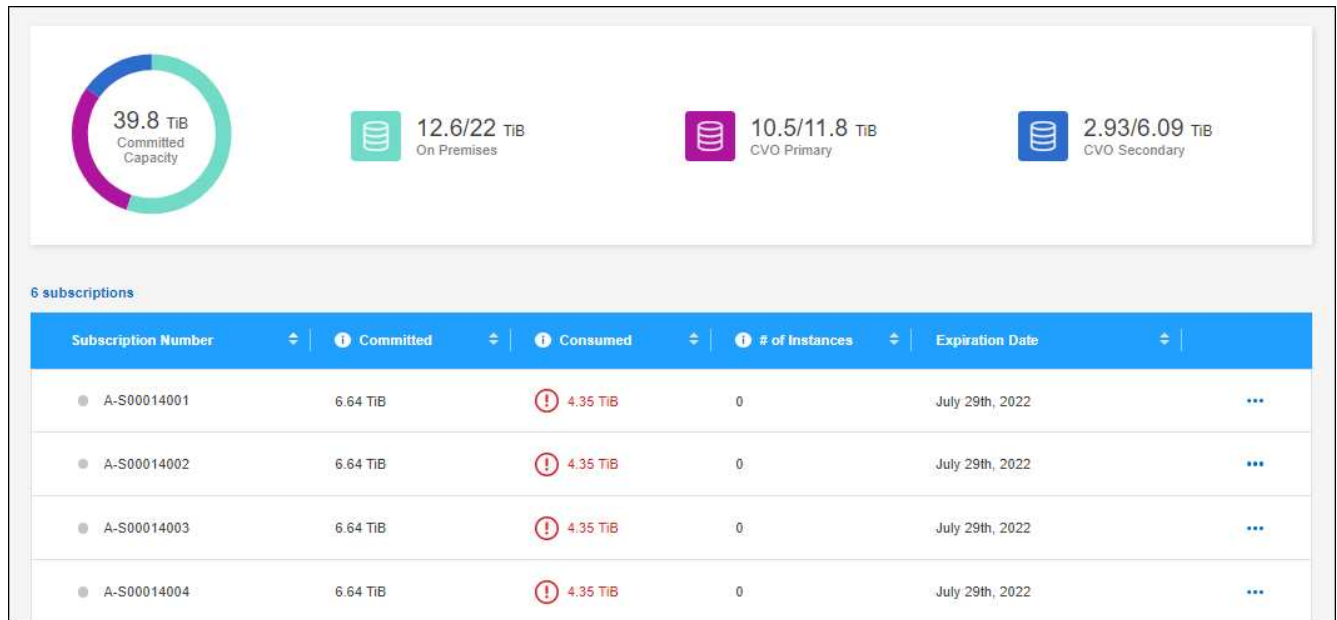 39.8 TiB
Committed
Capacity
12.6/22 TiB
On Premises
10.5/11.8 TiB
CVO Primary
2.93/6.09 TiB
CVO Secondary
6 subscriptions
Subscription Number Committed Consumed # of Instances Expiration Date
A-S00014001 6.64 TiB 4.35 TiB 0 July 29th, 2022
A-S00014002 6.64 TiB 4.35 TiB 0 July 29th, 2022
A-S00014003 6.64 TiB 4.35 TiB 0 July 29th, 2022
A-S00014004 6.64 TiB 4.35 TiB 0 July 29th, 2022